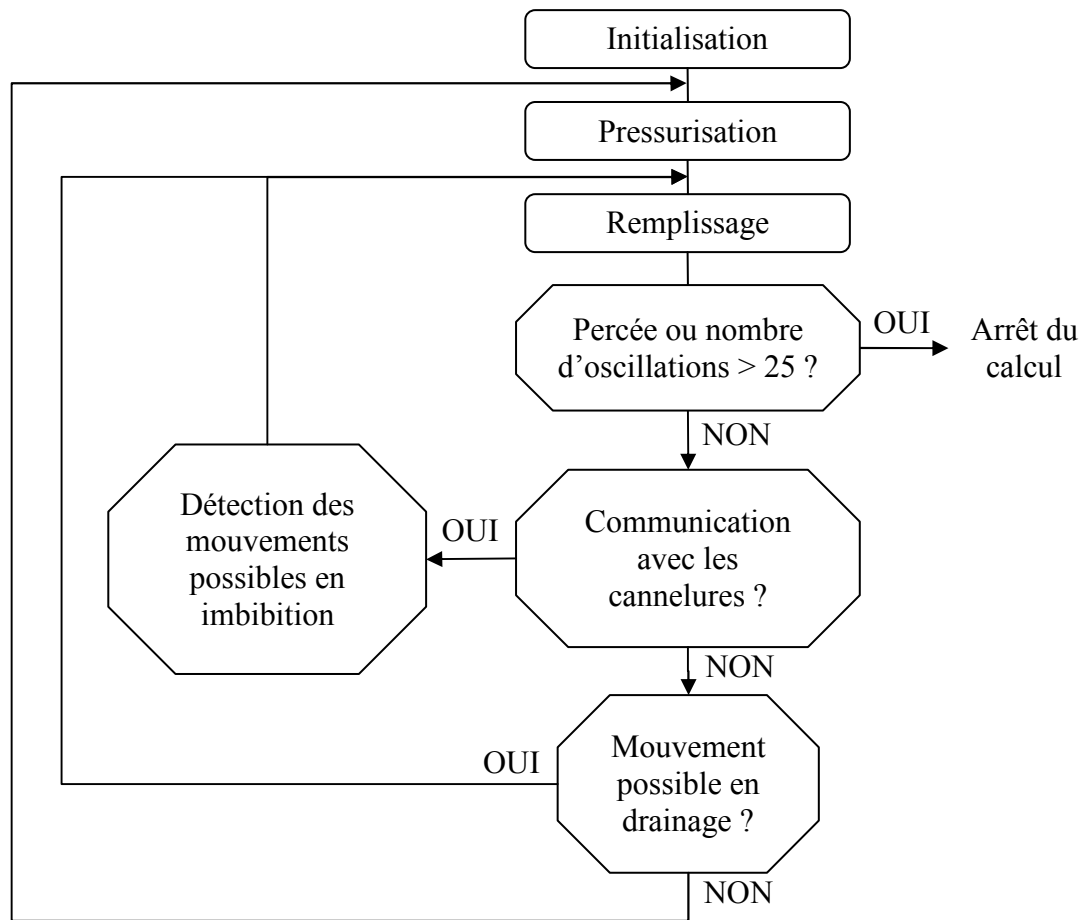 Initialisation
Pressurisation
Remplissage
Percée ou nombre
d’oscillations > 25 ?
OUI
Arrêt du
calcul
NON
Détection des
mouvements
possibles en
imbibition
OUI
Communication
avec les
cannelures ?
NON
OUI
Mouvement
possible en
drainage ?
NON